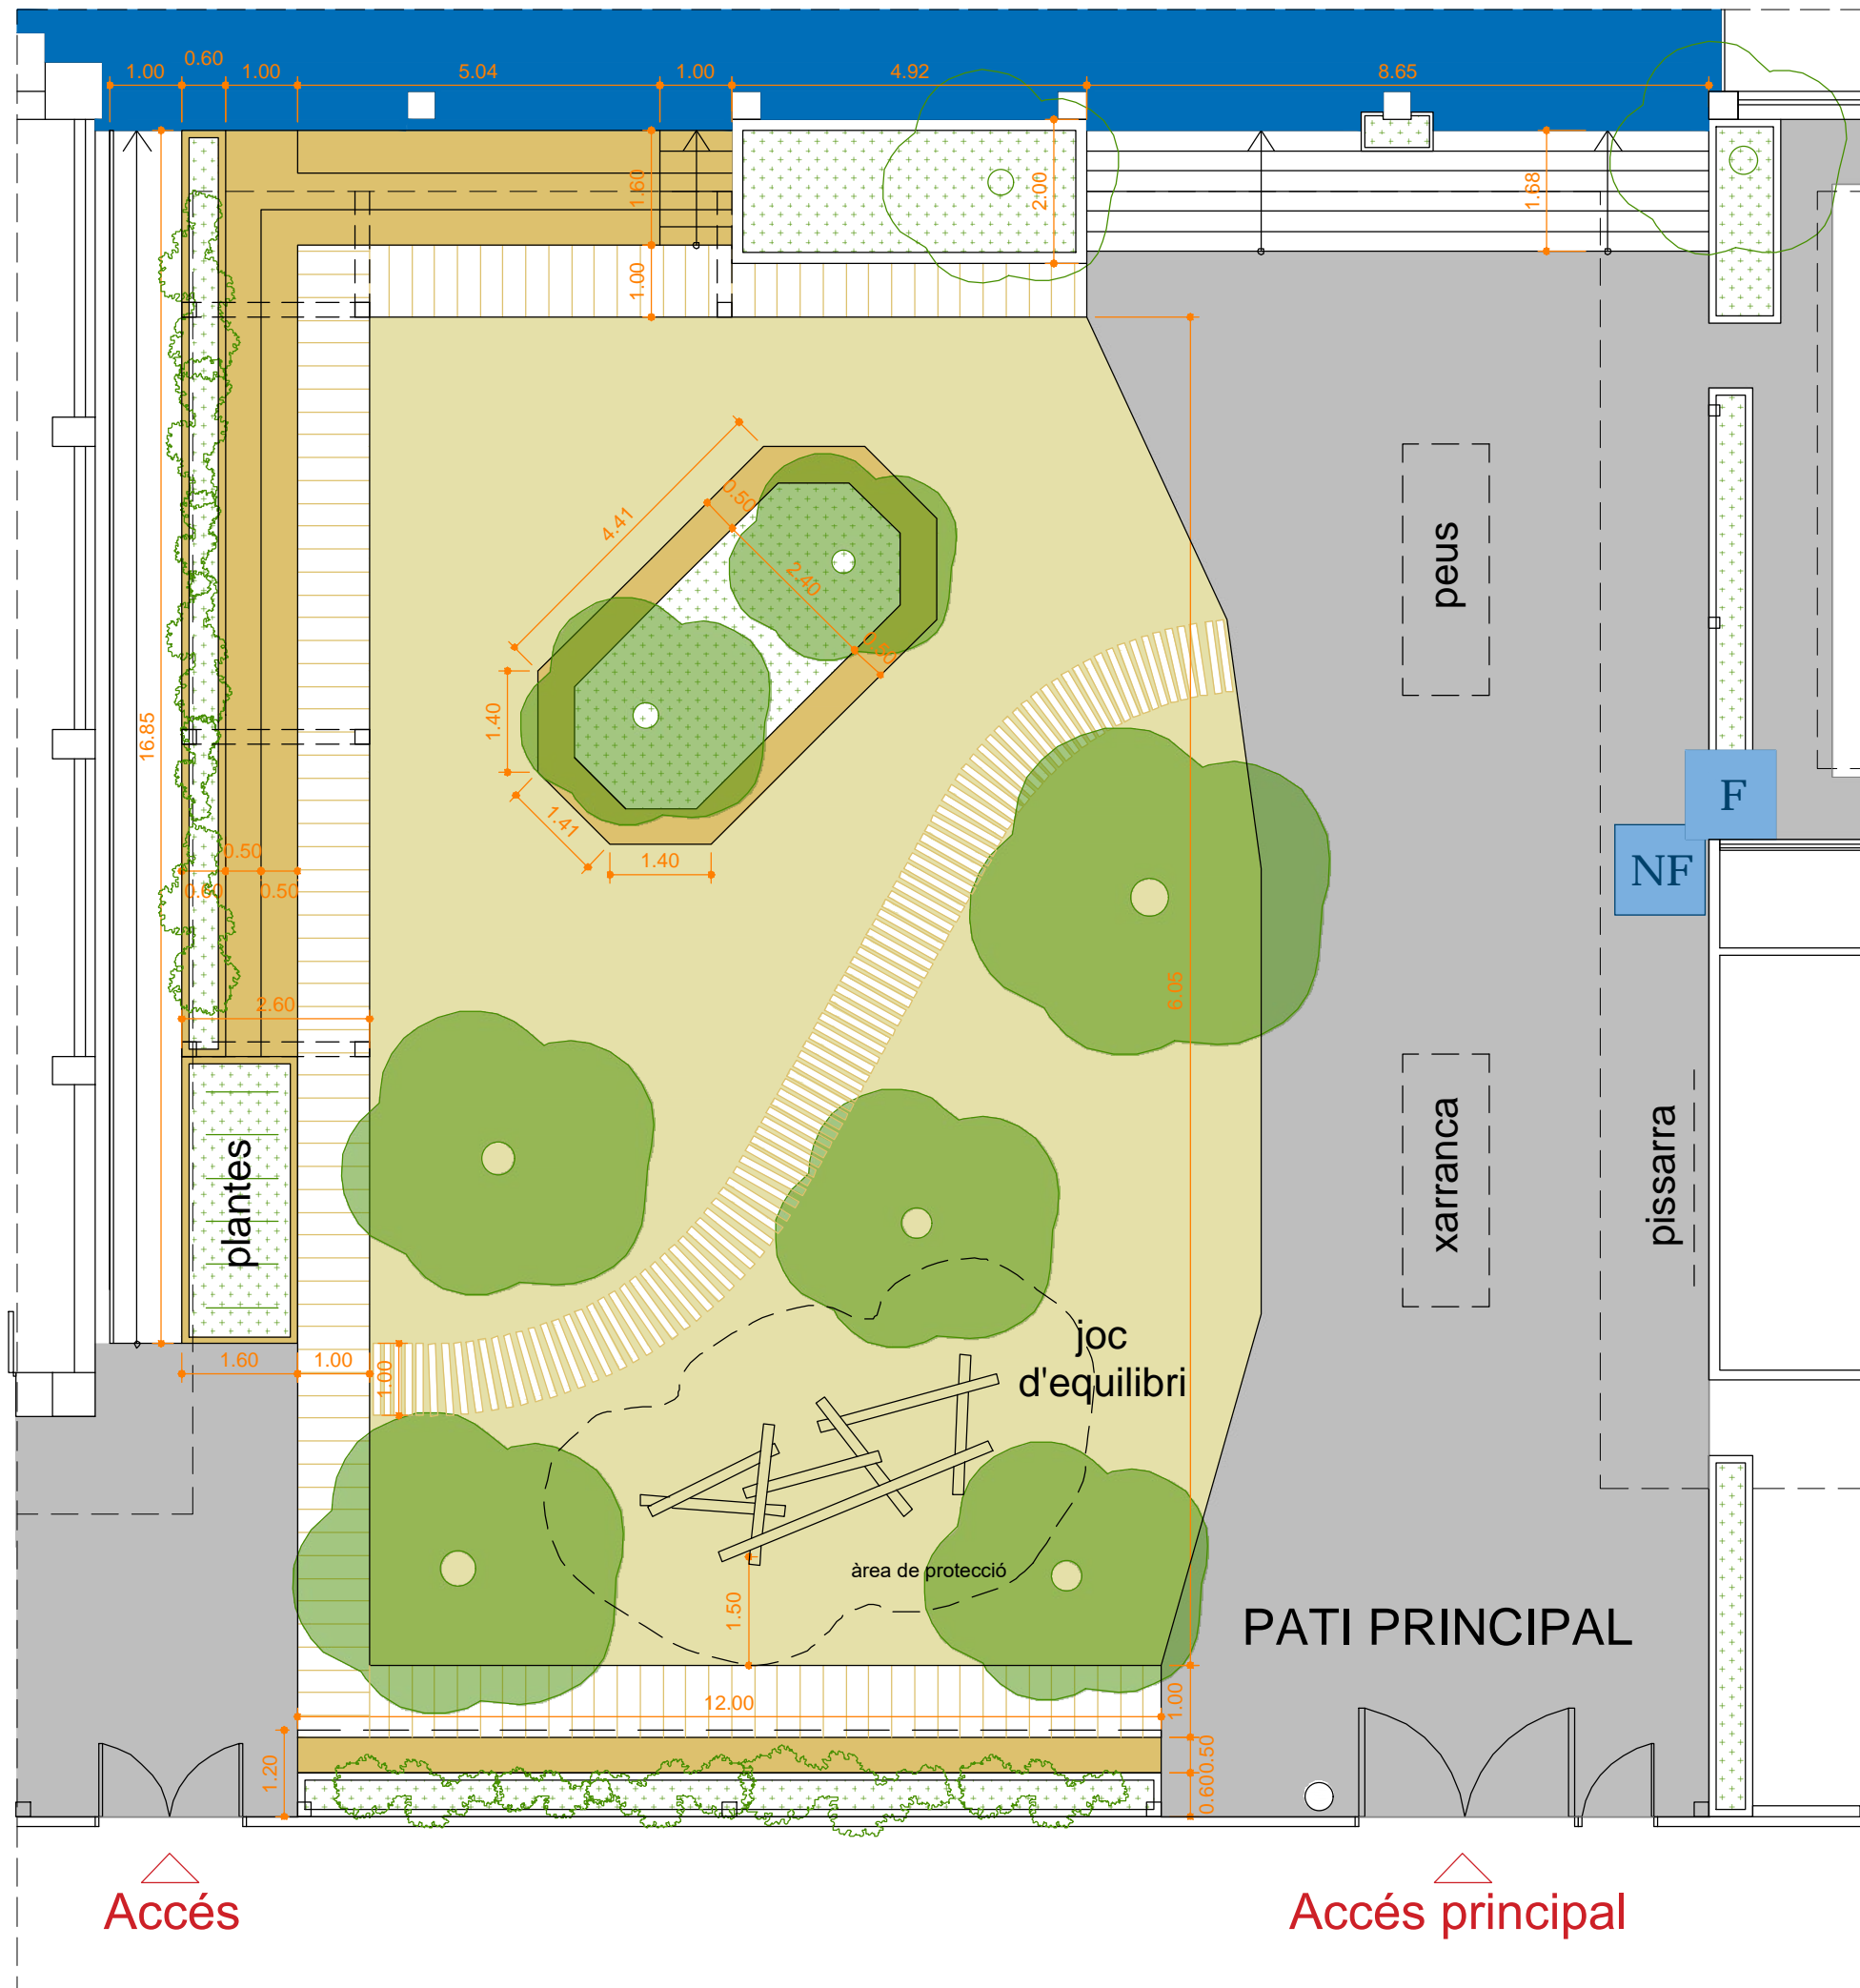 0.60
1.00
1.00
5.04
1.00
4.92
8.65
1.60
2.00
1.68
1.00
0.50
4.41
peus
2.40
0.50
1.40
16.85
F
1.41
NF
0.50
1.40
0.60
0.50
6.05
2.60
plantes
xarranca
pissarra
joc
d'equilibri
1.60
1.00
1.00
àrea de protecció
1.50
PATI PRINCIPAL
12.00
1.00
1.20
0.50
0.60
Accés
Accés principal